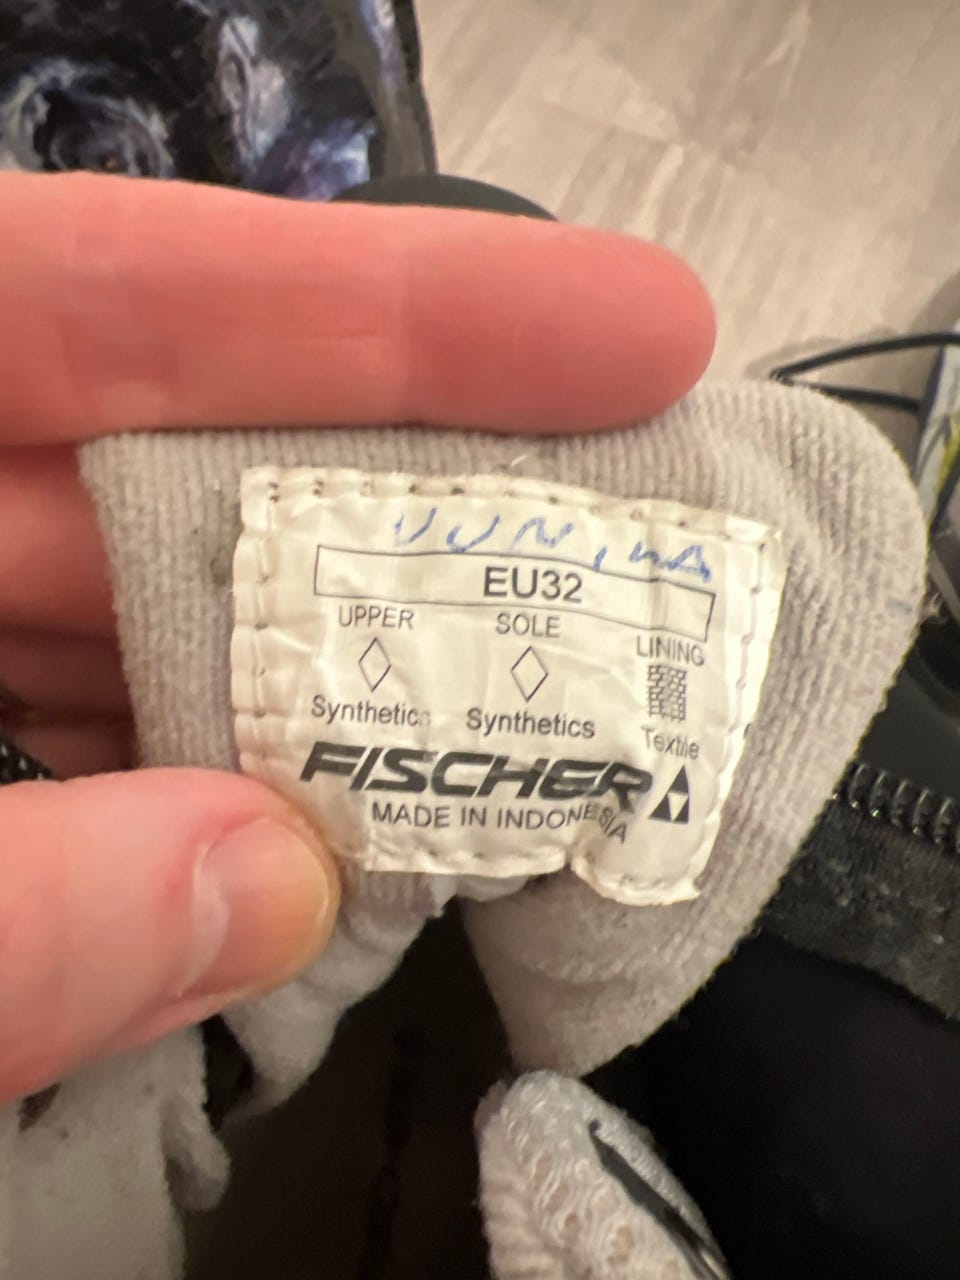 EU32
UPPER SOLE LINING
Synthetics Synthetics Textile
FISCHER
MADE IN INDONESIA